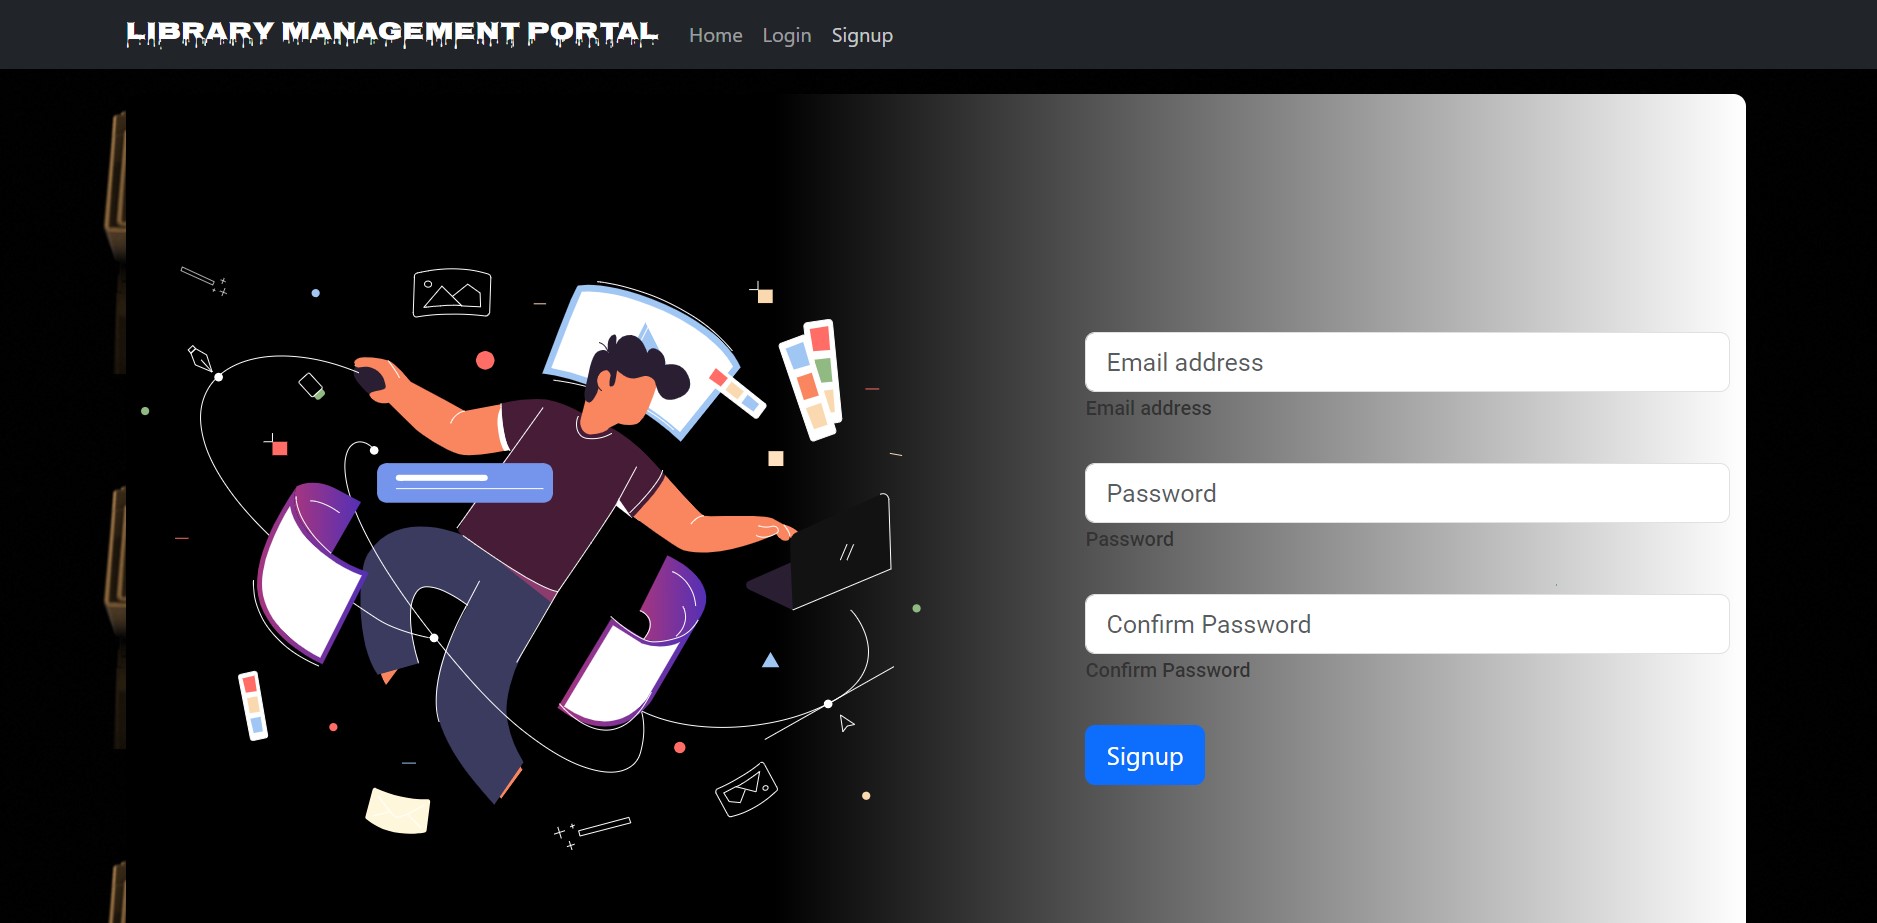 LIBRARY MANAGEMENT PORTAL Home Login Signup
Email address
Email address
Password
Password
Confirm Password
Confirm Password
Signup